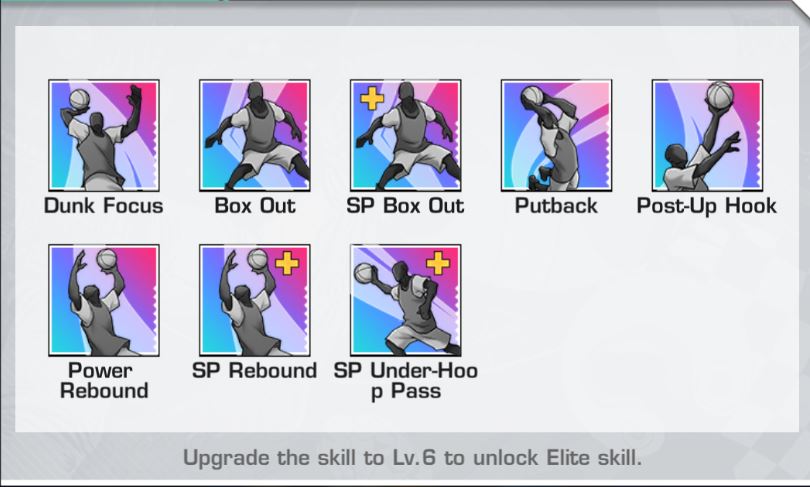 Dunk Focus
Box Out
SP Box Out
Putback
Post-Up Hook
Power
Rebound
SP Rebound
SP Under-Hoo
p Pass
Upgrade the skill to Lv.6 to unlock Elite skill.